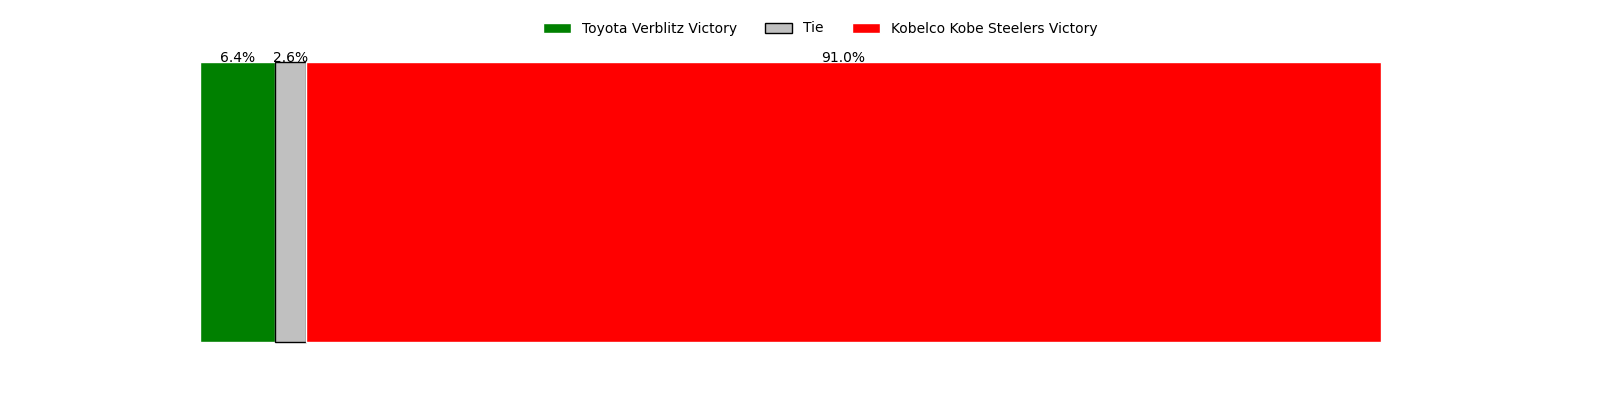 Toyota Verblitz Victory Tie Kobelco Kobe Steelers Victory
6.4% 2.6% 91.0%